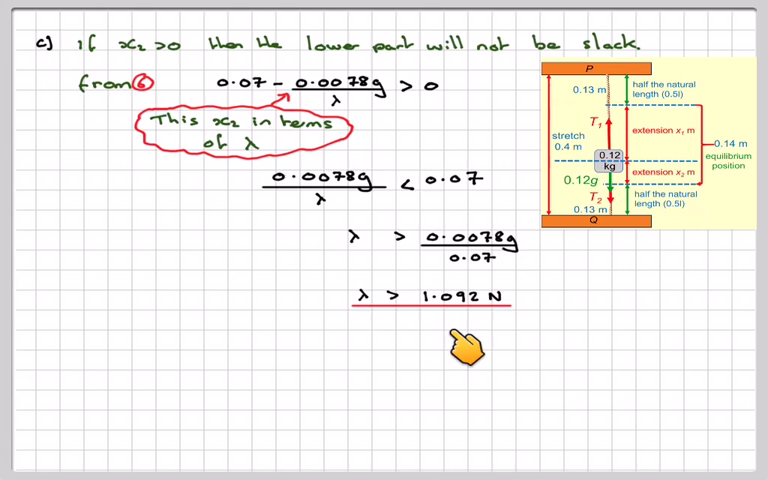 c) If x₂ >0 then the lower part will not be slack.
from ⑥ 0.07 - 0.0078g/λ > 0
This x₂ in terms
of λ
0.0078g/λ < 0.07
λ > 0.0078g/0.07
λ > 1.092 N
P
0.13 m
half the natural
length (0.5l)
T₁
extension x₁ m
stretch
0.4 m
0.12
kg
0.14 m
equilibrium
position
0.12g
extension x₂ m
T₂
half the natural
length (0.5l)
0.13 m
Q